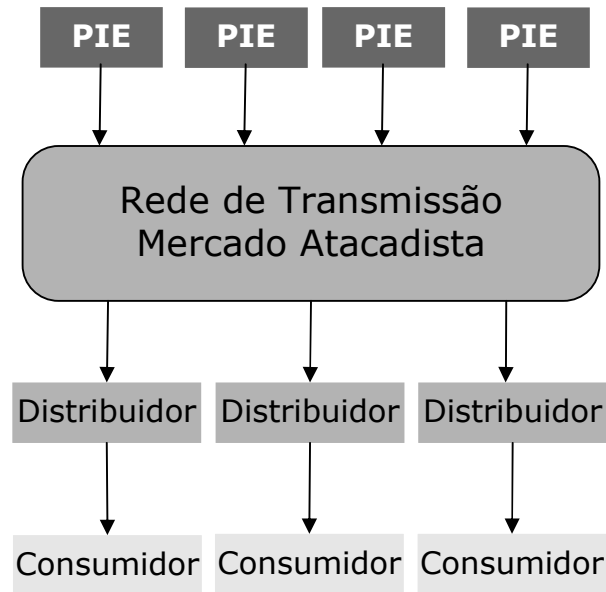 PIE PIE PIE PIE
Rede de Transmissão
Mercado Atacadista
Distribuidor Distribuidor Distribuidor
Consumidor Consumidor Consumidor